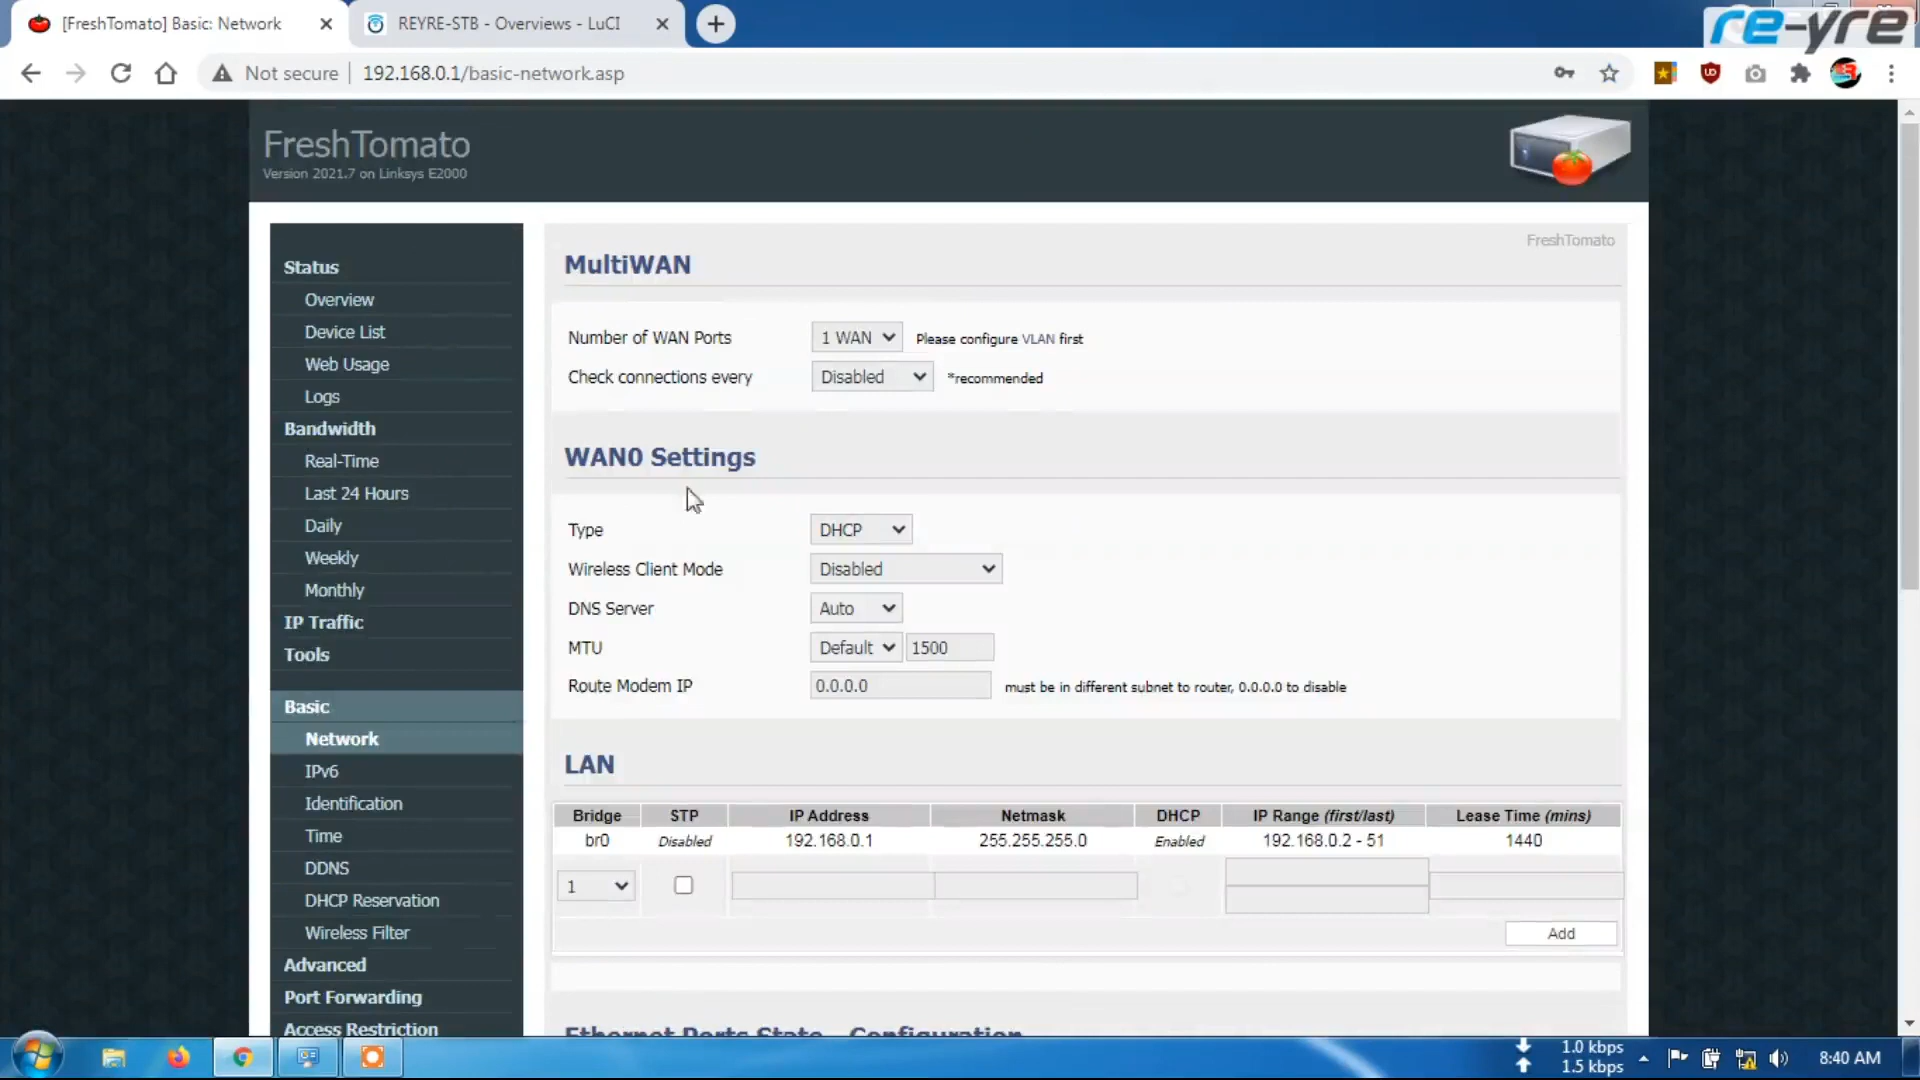 [FreshTomato] Basic: Network
REYRE-STB - Overviews - LuCI
re-yre
Not secure
192.168.0.1/basic-network.asp
FreshTomato
Version 2021.7 on Linksys E2000
FreshTomato
Status
Overview
Device List
Web Usage
Logs
Bandwidth
Real-Time
Last 24 Hours
Daily
Weekly
Monthly
IP Traffic
Tools
Basic
Network
IPv6
Identification
Time
DDNS
DHCP Reservation
Wireless Filter
Advanced
Port Forwarding
Access Restriction
MultiWAN
Number of WAN Ports 1 WAN Please configure VLAN first
Check connections every Disabled *recommended
WAN0 Settings
Type DHCP
Wireless Client Mode Disabled
DNS Server Auto
MTU Default 1500
Route Modem IP 0.0.0.0 must be in different subnet to router, 0.0.0.0 to disable
LAN
Bridge STP IP Address Netmask DHCP IP Range (first/last) Lease Time (mins)
br0 Disabled 192.168.0.1 255.255.255.0 Enabled 192.168.0.2 - 51 1440
1
Add
Ethernet Ports State - Configuration
1.0 kbps
1.5 kbps
8:40 AM